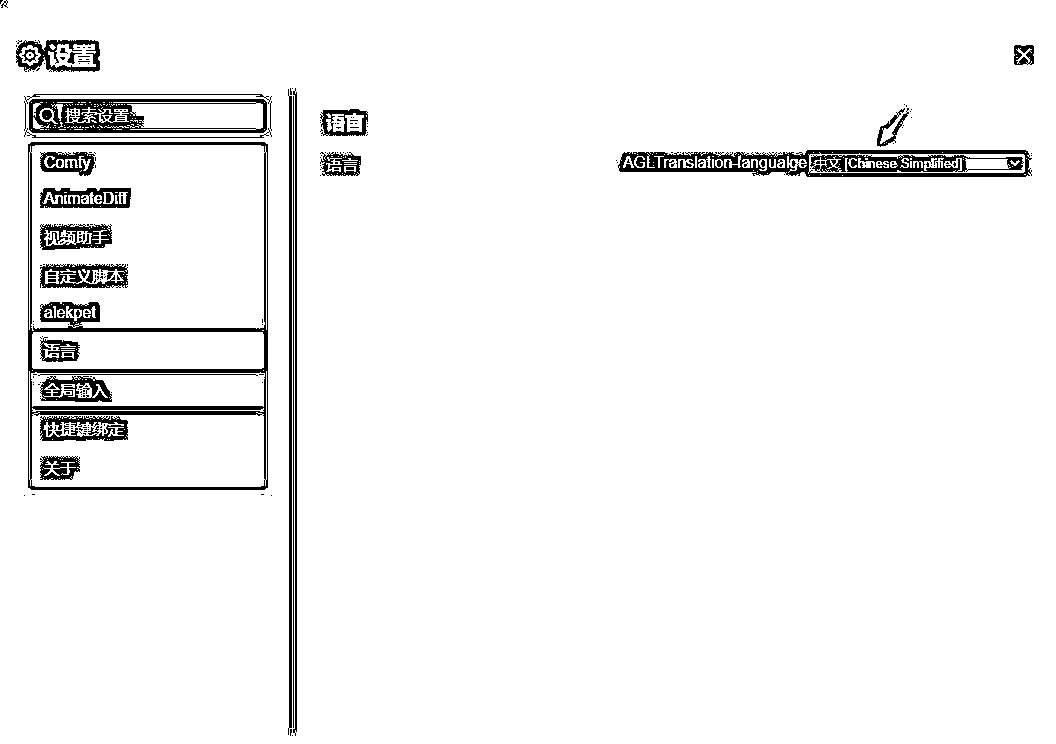 设置
搜索设置...
Comfy
AnimateDiff
视频助手
自定义脚本
alekpet
语言
全局输入
快捷键绑定
关于
语言
语言 AGLTranslation-langualge 中文 [Chinese Simplified]